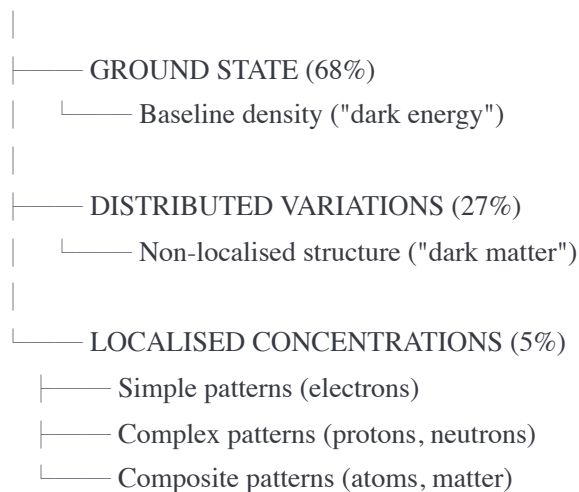 GROUND STATE (68%)
Baseline density ("dark energy")
DISTRIBUTED VARIATIONS (27%)
Non-localised structure ("dark matter")
LOCALISED CONCENTRATIONS (5%)
Simple patterns (electrons)
Complex patterns (protons, neutrons)
Composite patterns (atoms, matter)